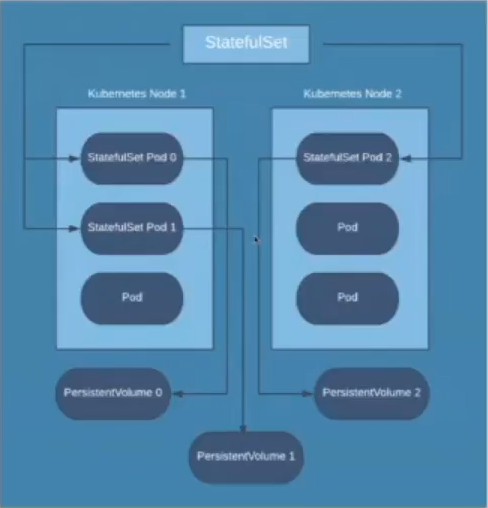 StatefulSet
Kubernetes Node 1
Kubernetes Node 2
StatefulSet Pod 0
StatefulSet Pod 2
StatefulSet Pod 1
Pod
Pod
Pod
PersistentVolume 0
PersistentVolume 2
PersistentVolume 1